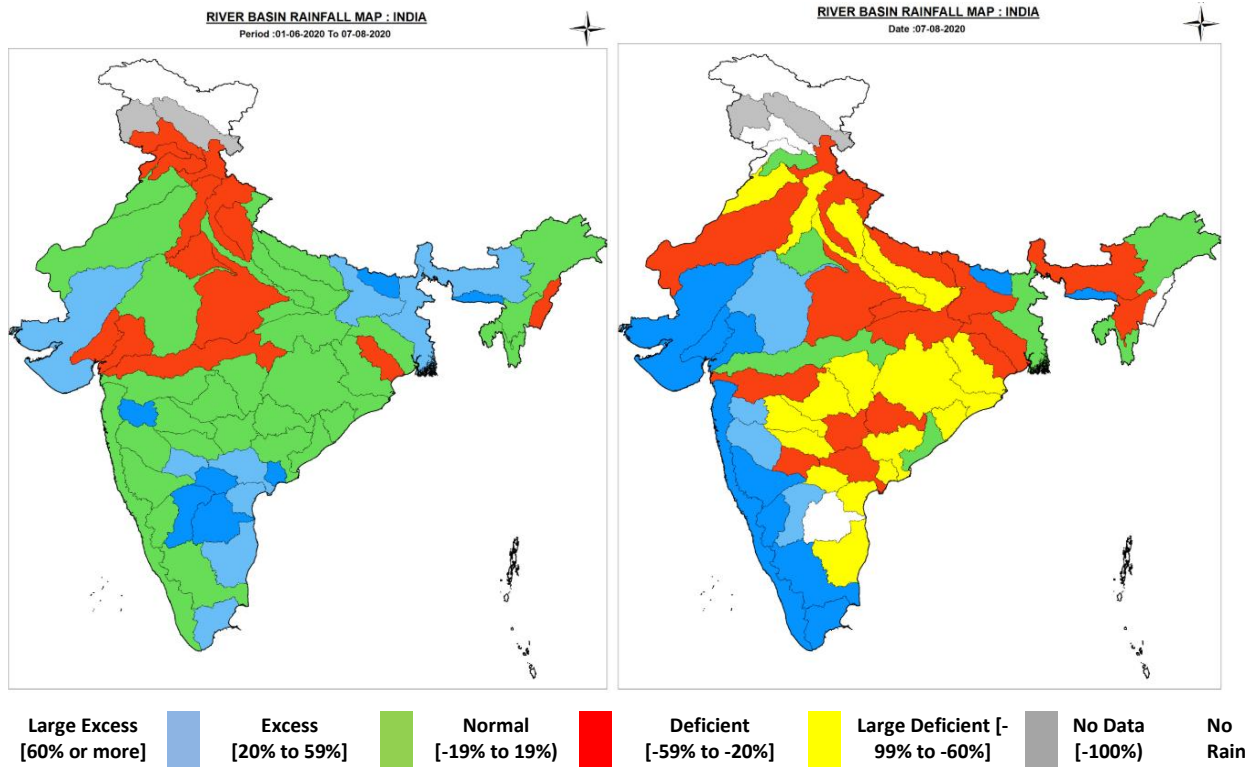 RIVER BASIN RAINFALL MAP : INDIA
Period :01-06-2020 To 07-08-2020
RIVER BASIN RAINFALL MAP : INDIA
Date :07-08-2020
Large Excess
[60% or more]
Excess
[20% to 59%]
Normal
[-19% to 19%)
Deficient
[-59% to -20%]
Large Deficient [-
99% to -60%]
No Data
[-100%)
No
Rain